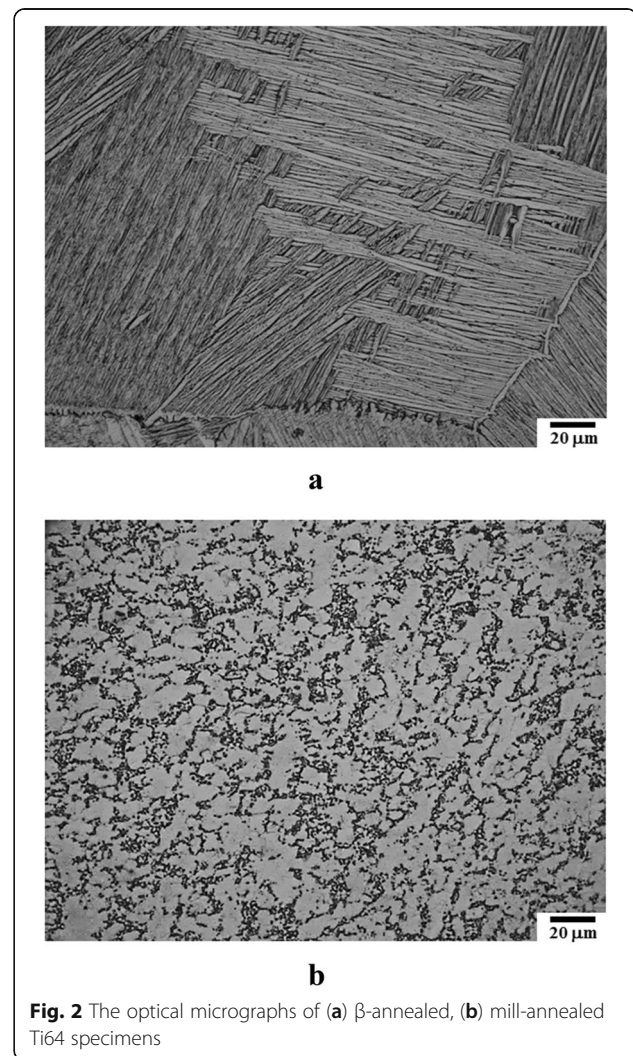 20 μm
a
20 μm
b
Fig. 2 The optical micrographs of (a) β-annealed, (b) mill-annealed
Ti64 specimens